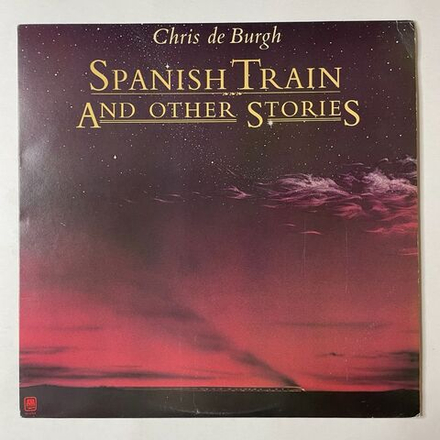 Chris de Burgh
SPANISH TRAIN
AND OTHER STORIES